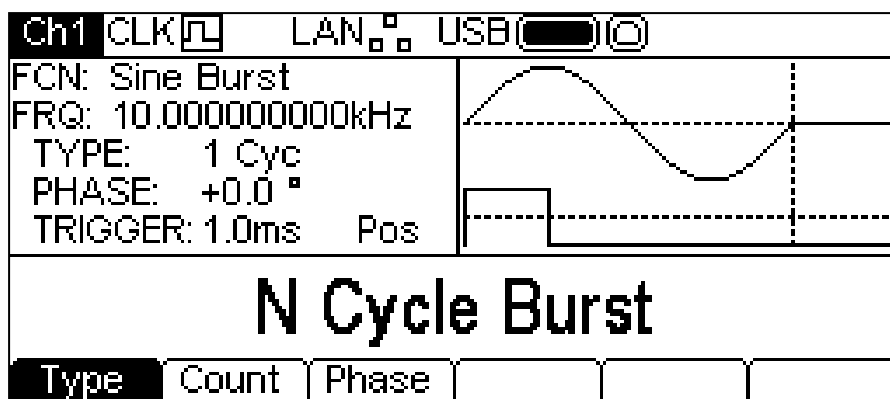 Ch1 CLK LAN USB
FCN: Sine Burst
FRQ: 10.000000000kHz
TYPE: 1 Cyc
PHASE: +0.0 °
TRIGGER: 1.0ms Pos
N Cycle Burst
Type Count Phase